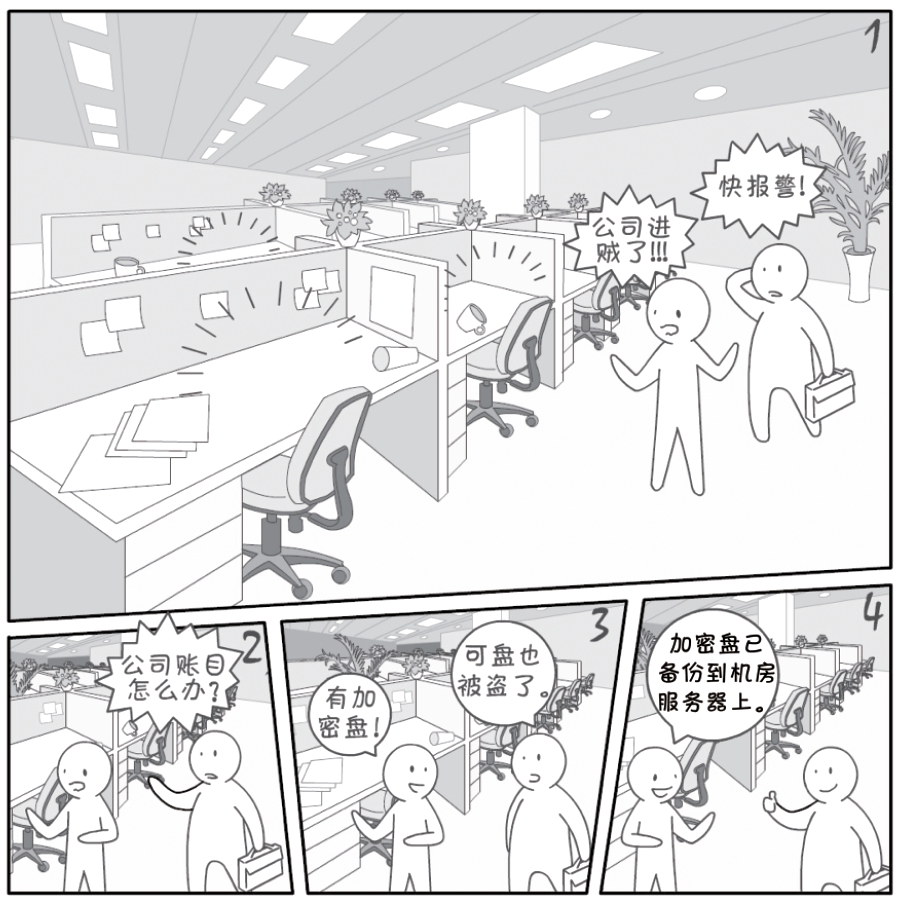 1
快报警!
公司进
贼了!!!
2
公司账目
怎么办?
3
有加
密盘!
可盘也
被盗了。
4
加密盘已
备份到机房
服务器上。